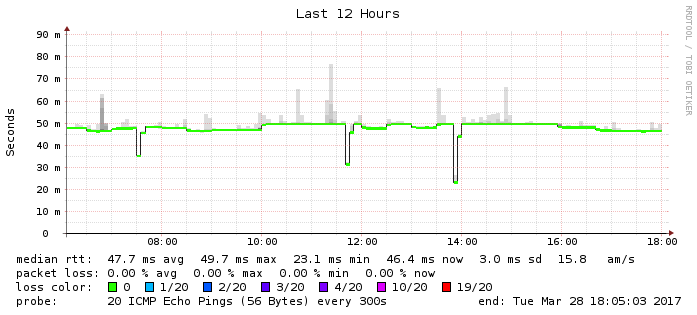 Last 12 Hours
RRDTOOL / TOBI OETIKER
Seconds
90 m
80 m
70 m
60 m
50 m
40 m
30 m
20 m
10 m
0
08:00 10:00 12:00 14:00 16:00 18:00
median rtt: 47.7 ms avg 49.7 ms max 23.1 ms min 46.4 ms now 3.0 ms sd 15.8 am/s
packet loss: 0.00 % avg 0.00 % max 0.00 % min 0.00 % now
loss color: 0 1/20 2/20 3/20 4/20 10/20 19/20
probe: 20 ICMP Echo Pings (56 Bytes) every 300s end: Tue Mar 28 18:05:03 2017